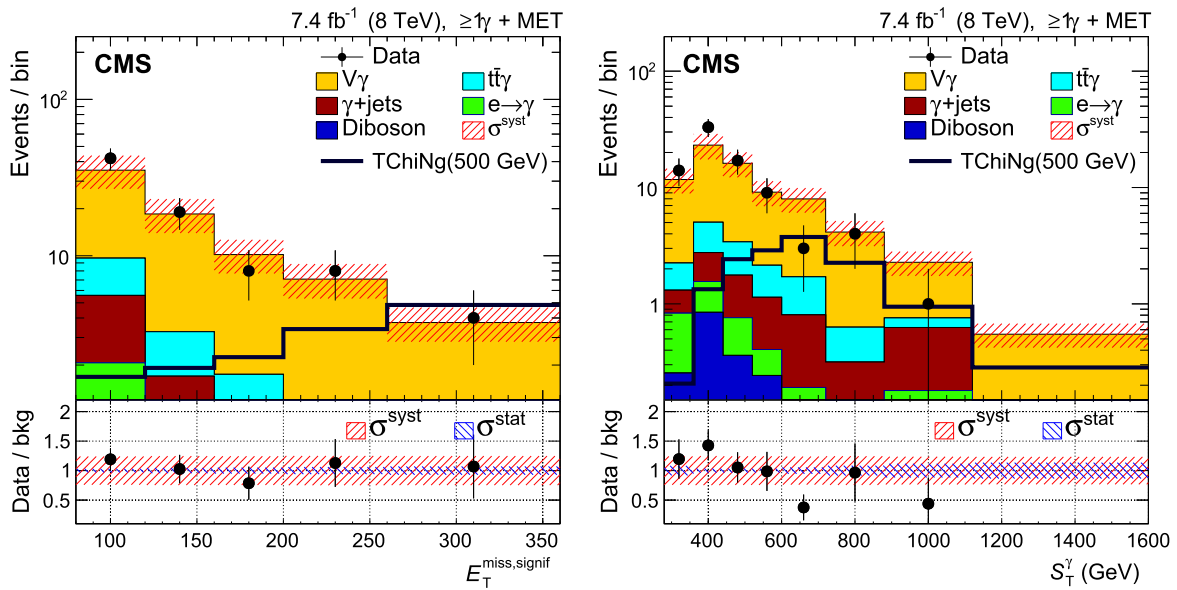 7.4 fb⁻¹ (8 TeV), ≥1γ + MET
CMS
Data
Vγ
tt̄γ
γ+jets
e→γ
Diboson
σ^syst
TChiNg(500 GeV)
Events / bin
10²
10
σ^syst
σ^stat
Data / bkg
2
1.5
1
0.5
100 150 200 250 300 350
E_T^miss,signif
7.4 fb⁻¹ (8 TeV), ≥1γ + MET
CMS
Data
Vγ
tt̄γ
γ+jets
e→γ
Diboson
σ^syst
TChiNg(500 GeV)
Events / bin
10²
10
1
σ^syst
σ^stat
Data / bkg
2
1.5
1
0.5
400 600 800 1000 1200 1400 1600
S_T^γ (GeV)